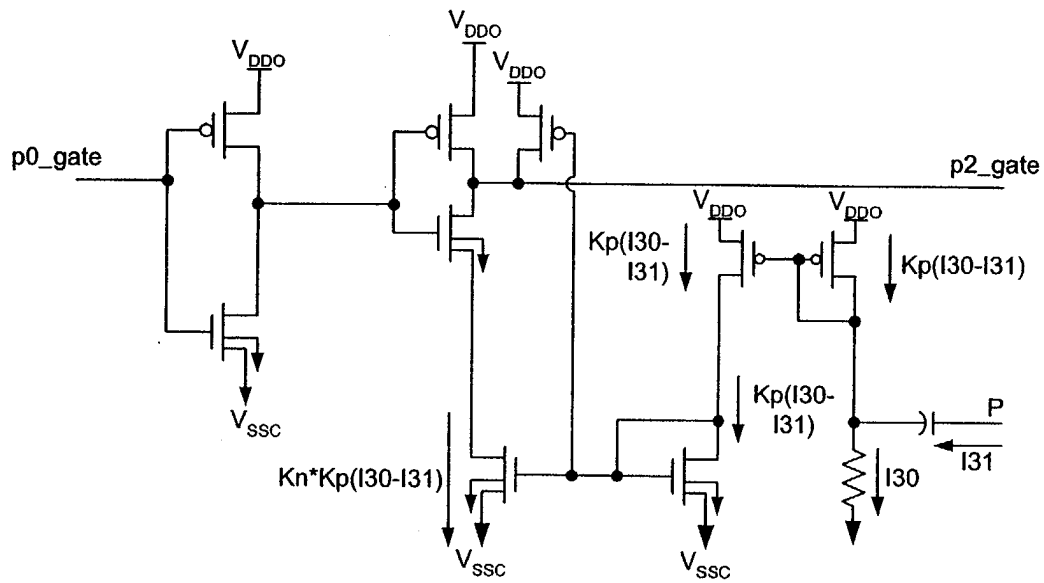 V_DDO
V_DDO
V_DDO
p0_gate
p2_gate
V_DDO
V_DDO
Kp(I30-
I31)
Kp(I30-I31)
Kp(I30-
I31)
P
I31
I30
Kn*Kp(I30-I31)
V_SSC
V_SSC
V_SSC